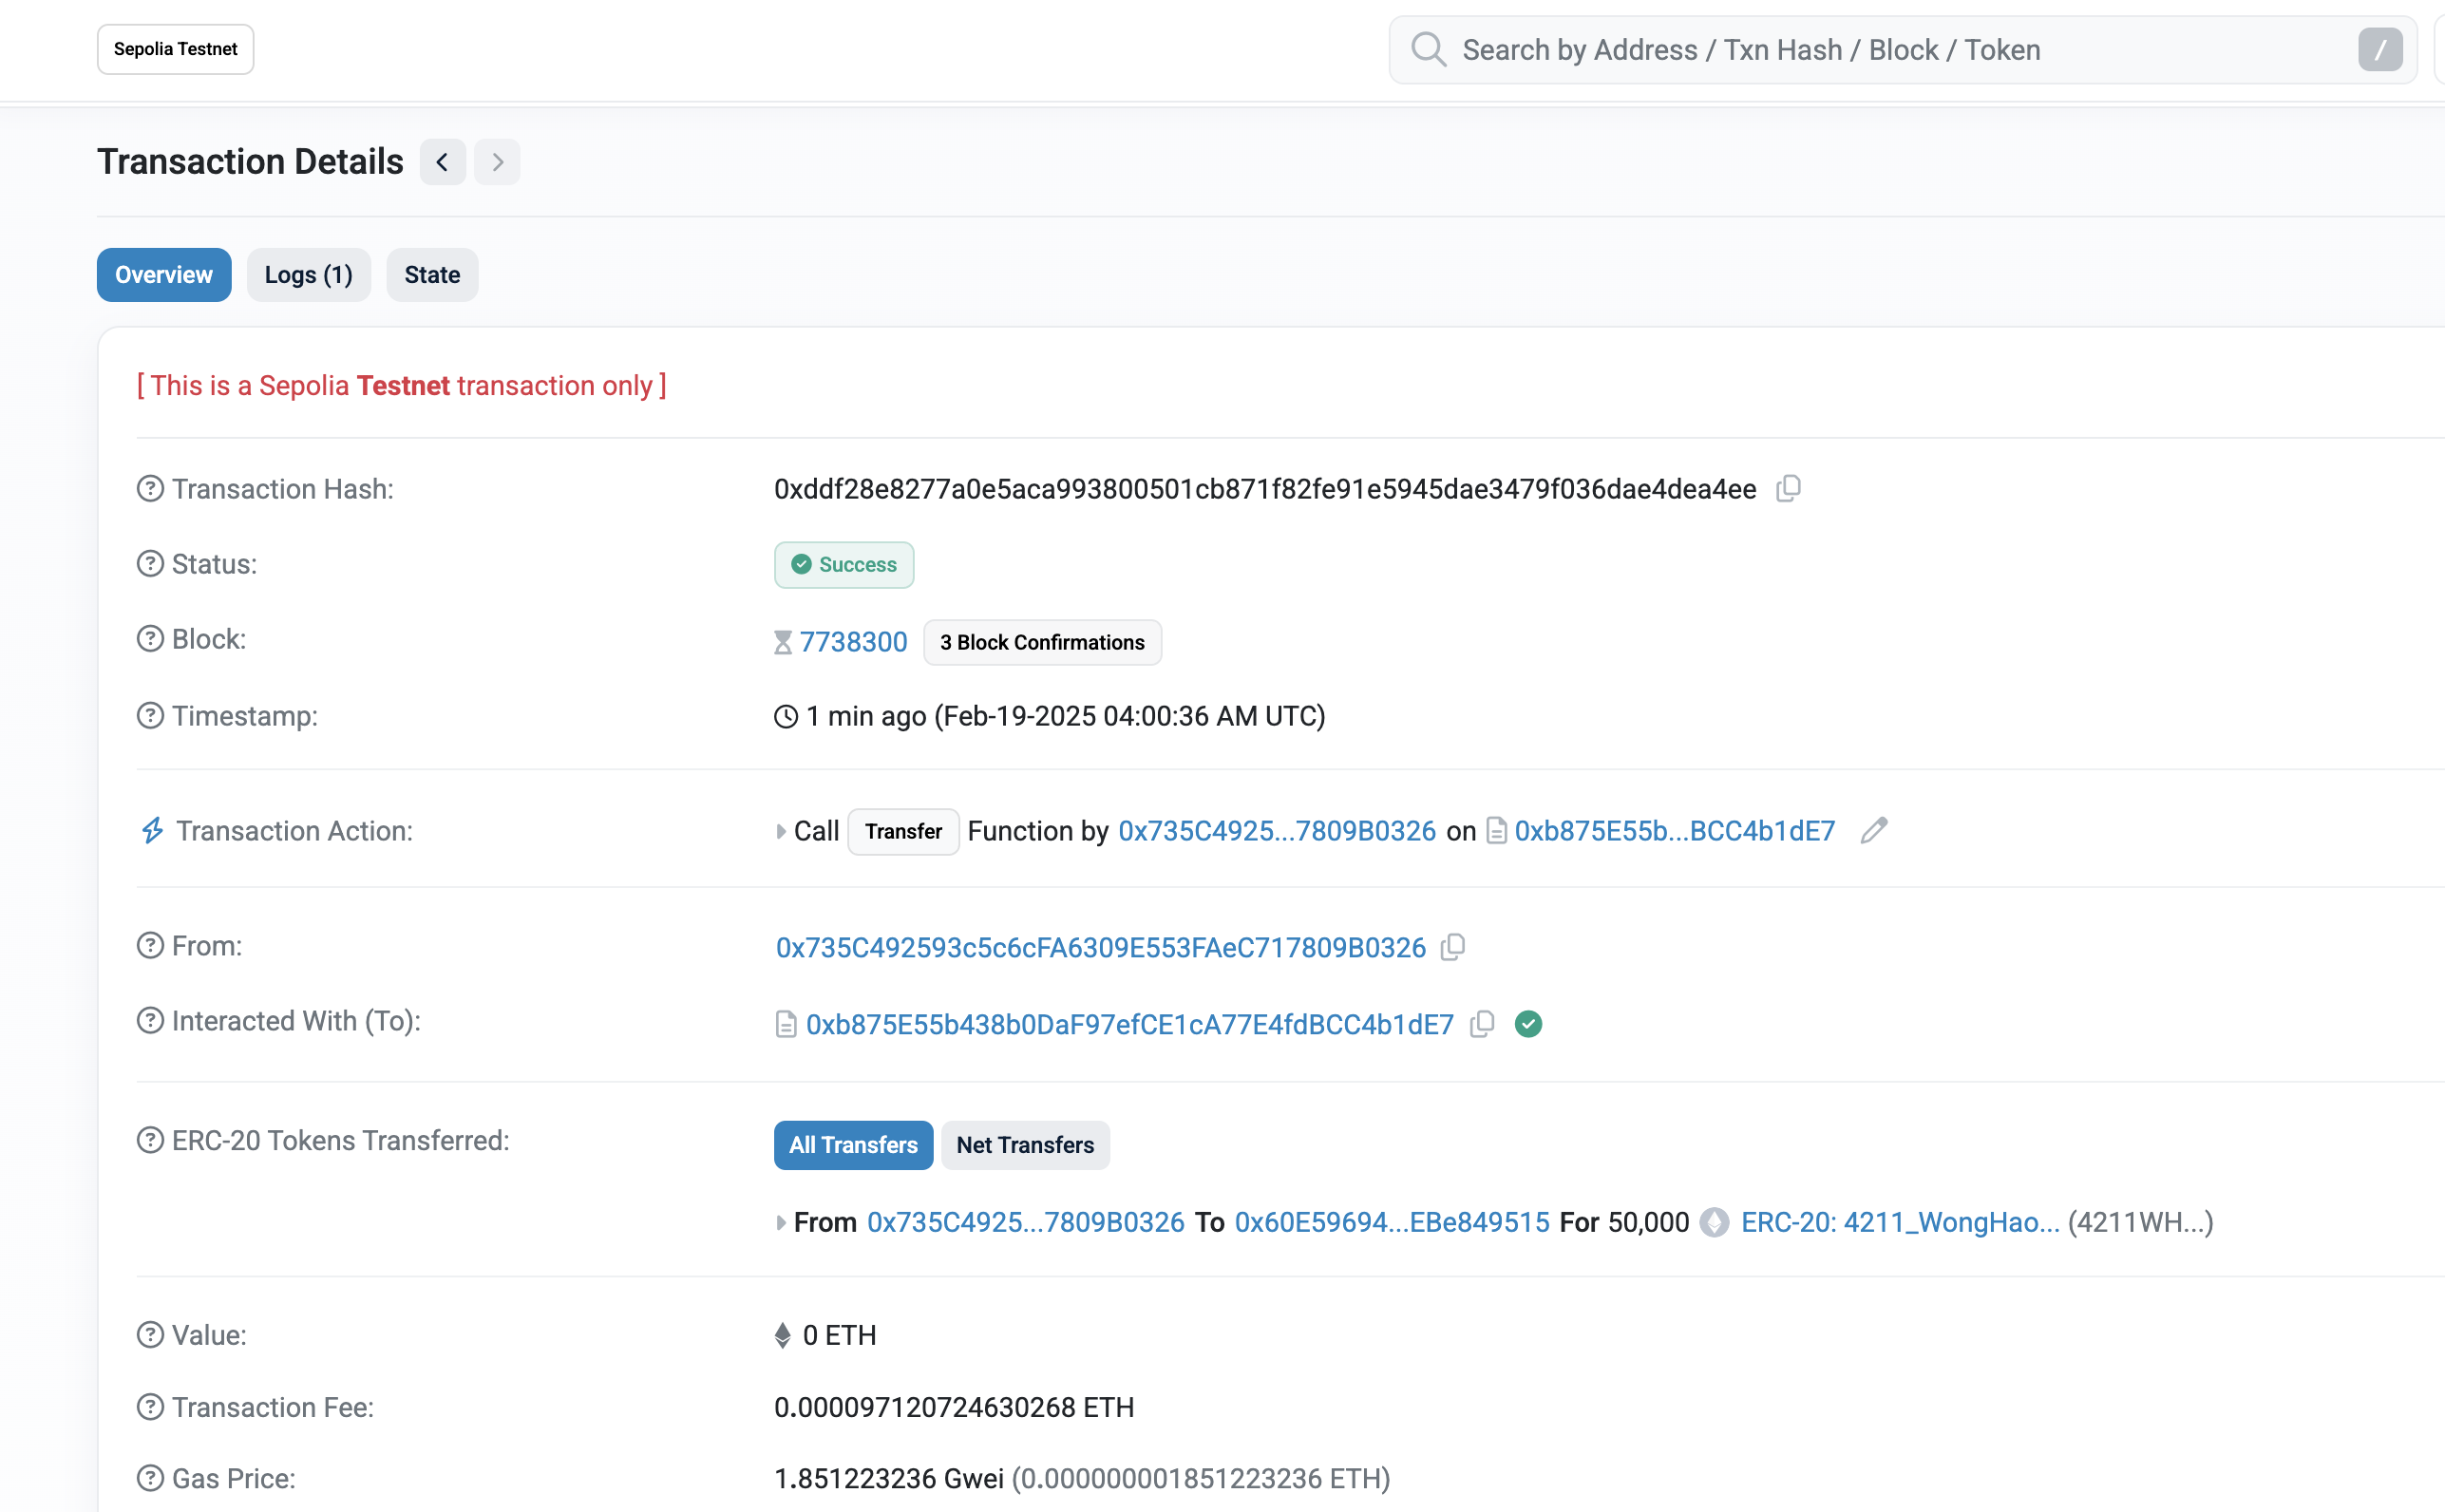 Sepolia Testnet
Search by Address / Txn Hash / Block / Token
/
Transaction Details
Overview
Logs (1)
State
[ This is a Sepolia Testnet transaction only ]
Transaction Hash:
0xddf28e8277a0e5aca993800501cb871f82fe91e5945dae3479f036dae4dea4ee
Status:
Success
Block:
7738300
3 Block Confirmations
Timestamp:
1 min ago (Feb-19-2025 04:00:36 AM UTC)
Transaction Action:
Call Transfer Function by 0x735C4925...7809B0326 on 0xb875E55b...BCC4b1dE7
From:
0x735C492593c5c6cFA6309E553FAeC717809B0326
Interacted With (To):
0xb875E55b438b0DaF97efCE1cA77E4fdBCC4b1dE7
ERC-20 Tokens Transferred:
All Transfers
Net Transfers
From 0x735C4925...7809B0326 To 0x60E59694...EBe849515 For 50,000 ERC-20: 4211_WongHao... (4211WH...)
Value:
0 ETH
Transaction Fee:
0.000097120724630268 ETH
Gas Price:
1.851223236 Gwei (0.000000001851223236 ETH)